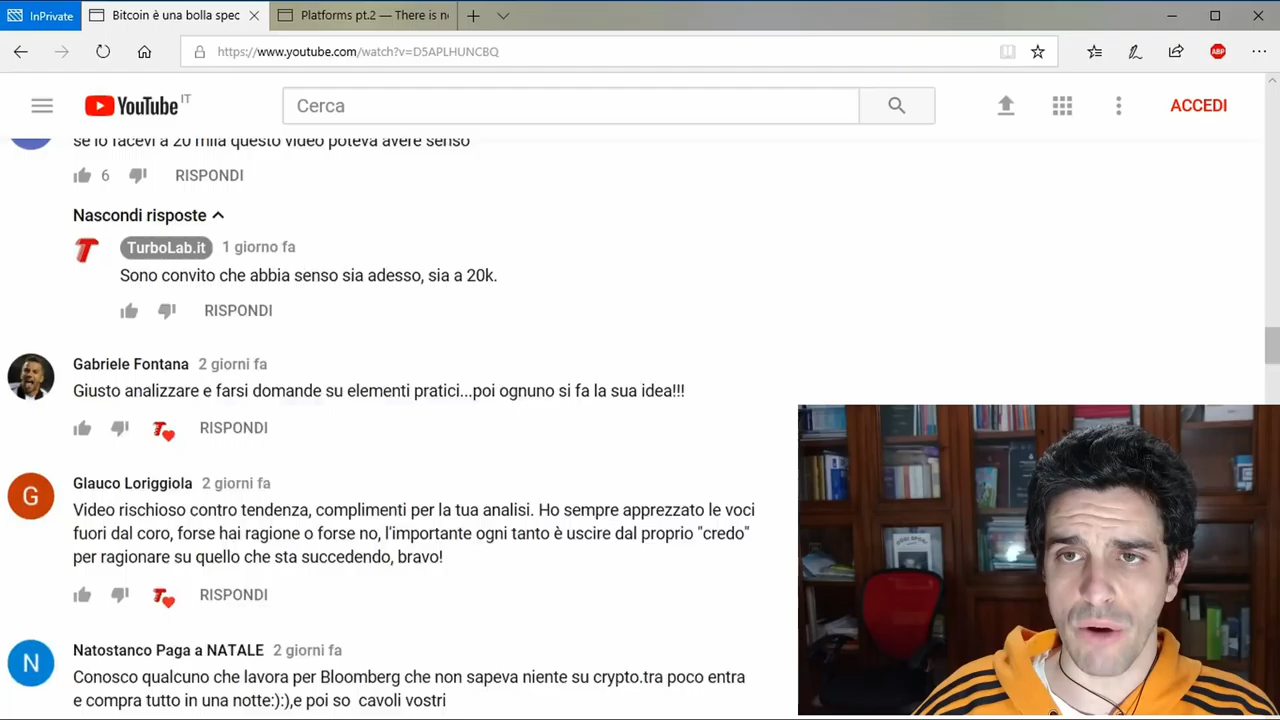 InPrivate
Bitcoin è una bolla spec
Platforms pt.2 — There is n
https://www.youtube.com/watch?v=D5APLHUNCBQ
ABP
YouTube IT
Cerca
ACCEDI
se lo facevi a 20 mila questo video poteva avere senso
6 RISPONDI
Nascondi risposte
TurboLab.it 1 giorno fa
Sono convito che abbia senso sia adesso, sia a 20k.
RISPONDI
Gabriele Fontana 2 giorni fa
Giusto analizzare e farsi domande su elementi pratici...poi ognuno si fa la sua idea!!!
RISPONDI
G
Glauco Loriggiola 2 giorni fa
Video rischioso contro tendenza, complimenti per la tua analisi. Ho sempre apprezzato le voci
fuori dal coro, forse hai ragione o forse no, l'importante ogni tanto è uscire dal proprio "credo"
per ragionare su quello che sta succedendo, bravo!
RISPONDI
N
Natostanco Paga a NATALE 2 giorni fa
Conosco qualcuno che lavora per Bloomberg che non sapeva niente su crypto.tra poco entra
e compra tutto in una notte:):),e poi so cavoli vostri